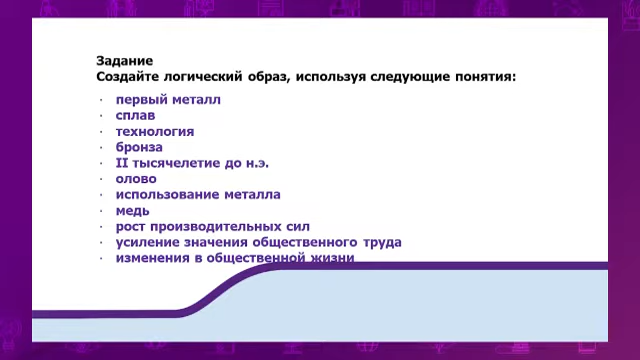 Задание
Создайте логический образ, используя следующие понятия:
· первый металл
· сплав
· технология
· бронза
· II тысячелетие до н.э.
· олово
· использование металла
· медь
· рост производительных сил
· усиление значения общественного труда
· изменения в общественной жизни